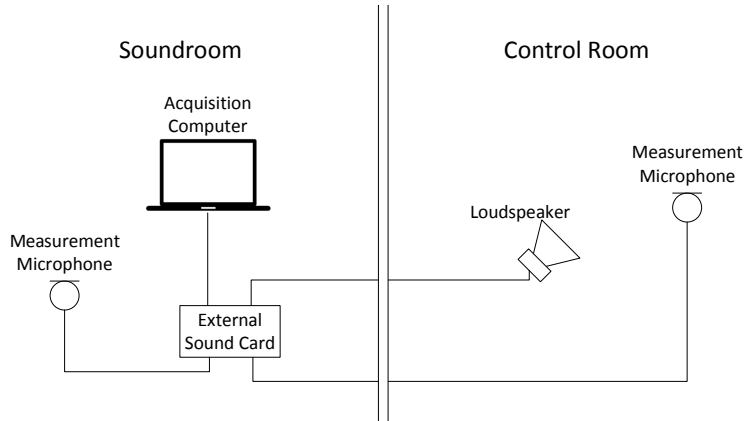 Soundroom
Control Room
Acquisition
Computer
Measurement
Microphone
Loudspeaker
Measurement
Microphone
External
Sound Card